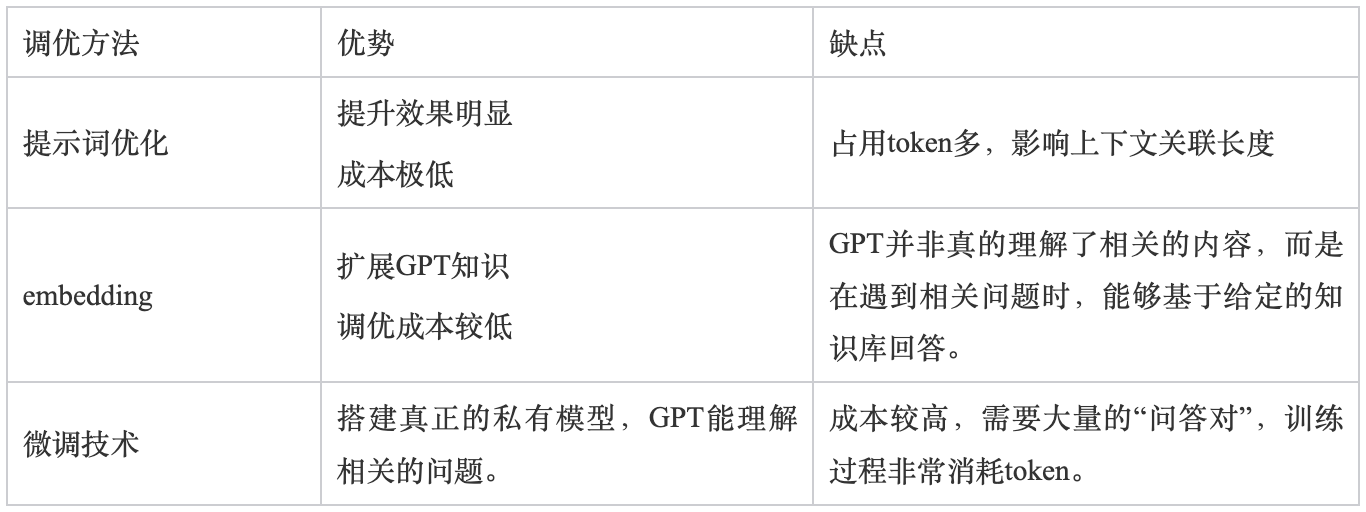 调优方法
优势
缺点
提示词优化
提升效果明显
成本极低
占用token多，影响上下文关联长度
embedding
扩展GPT知识
调优成本较低
GPT并非真的理解了相关的内容，而是
在遇到相关问题时，能够基于给定的知
识库回答。
微调技术
搭建真正的私有模型，GPT能理解
相关的问题。
成本较高，需要大量的“问答对”，训练
过程非常消耗token。